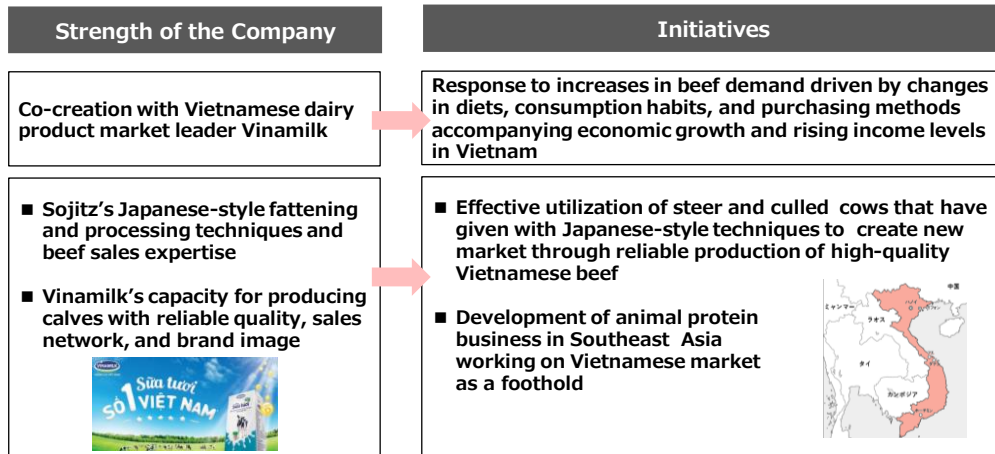 Strength of the Company
Initiatives
Co-creation with Vietnamese dairy
product market leader Vinamilk
Response to increases in beef demand driven by changes
in diets, consumption habits, and purchasing methods
accompanying economic growth and rising income levels
in Vietnam
■ Sojitz's Japanese-style fattening
and processing techniques and
beef sales expertise
■ Vinamilk's capacity for producing
calves with reliable quality, sales
network, and brand image
VINAMILK
Sữa tươi
SỐ 1 VIỆT NAM
■ Effective utilization of steer and culled cows that have
given with Japanese-style techniques to create new
market through reliable production of high-quality
Vietnamese beef
■ Development of animal protein
business in Southeast Asia
working on Vietnamese market
as a foothold
中国
ミャンマー
ハノイ
ラオス
タイ
カンボジア